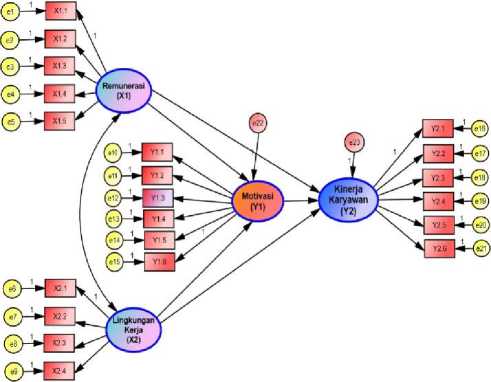 e1 1 X1.1
e2 1 X1.2 1
e3 1 X1.3
e4 1 X1.4
e5 1 X1.5
Remunerasi
(X1)
e22
e23
1
e10 1 Y1.1
e11 1 Y1.2
e12 1 Y1.3
e13 1 Y1.4
e14 1 Y1.5
e15 1 Y1.6
1
Motivasi
(Y1)
Kinerja
Karyawan
(Y2)
1 Y2.1 1 e16
Y2.2 1 e17
Y2.3 1 e18
Y2.4 1 e19
Y2.5 1 e20
Y2.6 1 e21
e6 1 X2.1 1
e7 1 X2.2
e8 1 X2.3
e9 1 X2.4
Lingkungan
Kerja
(X2)